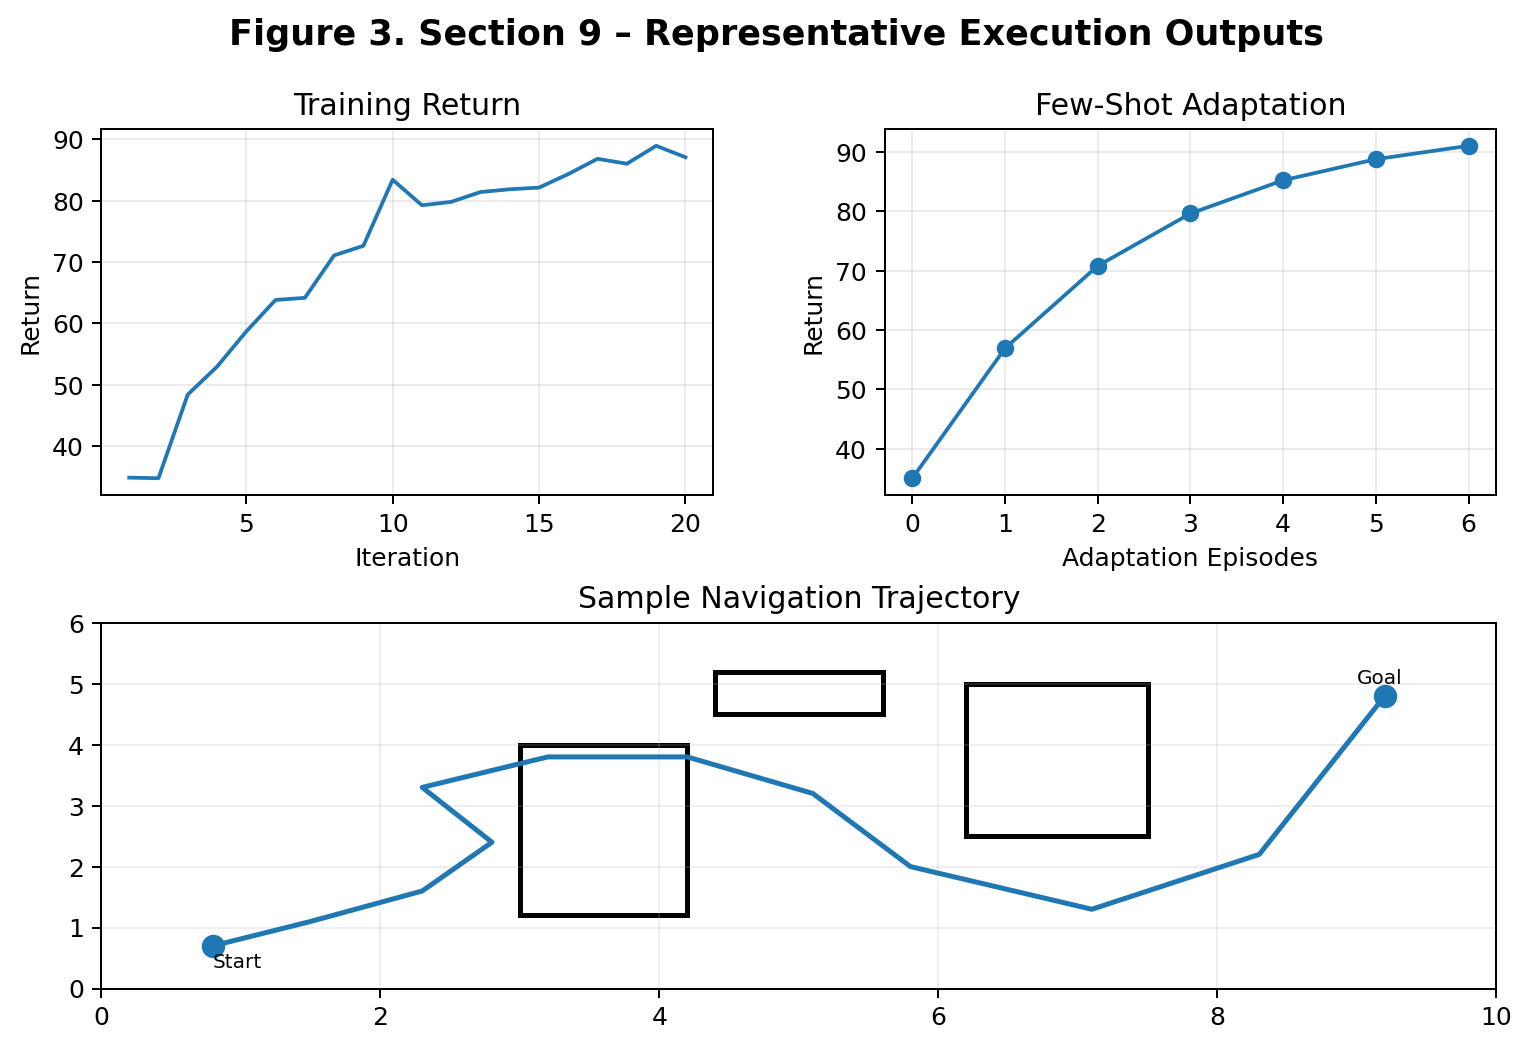 Figure 3. Section 9 – Representative Execution Outputs
Training Return
90
80
70
60
50
40
Return
5 10 15 20
Iteration
Few-Shot Adaptation
90
80
70
60
50
40
Return
0 1 2 3 4 5 6
Adaptation Episodes
Sample Navigation Trajectory
6
5
4
3
2
1
0
Goal
Start
0 2 4 6 8 10